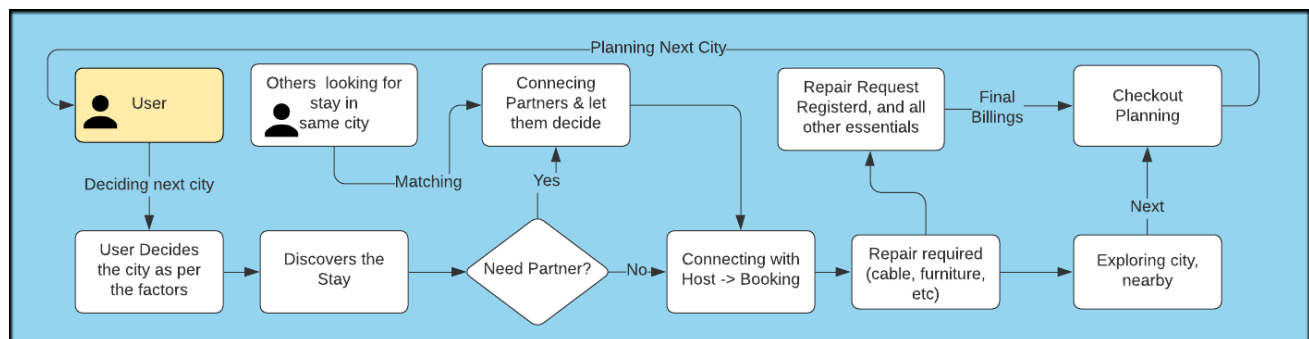 Planning Next City
User
Others looking for
stay in
same city
Connecing
Partners & let
them decide
Repair Request
Registerd, and all
other essentials
Final
Billings
Checkout
Planning
Deciding next city
Matching
Yes
Next
User Decides
the city as per
the factors
Discovers the
Stay
Need Partner?
No
Connecting with
Host -> Booking
Repair required
(cable, furniture,
etc)
Exploring city,
nearby